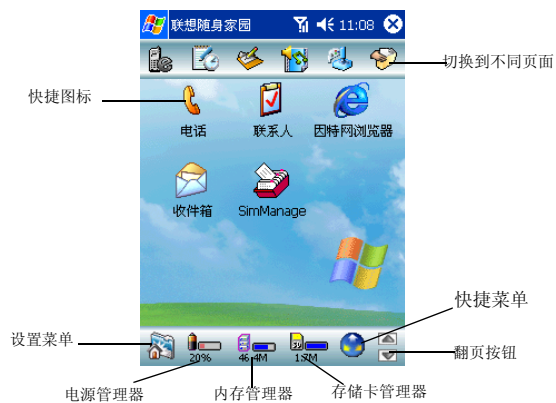 联想随身家园 11:08
切换到不同页面
快捷图标
电话 联系人 因特网浏览器
收件箱 SimManage
快捷菜单
设置菜单
20% 46.4M 1.7M
翻页按钮
电源管理器 内存管理器 存储卡管理器